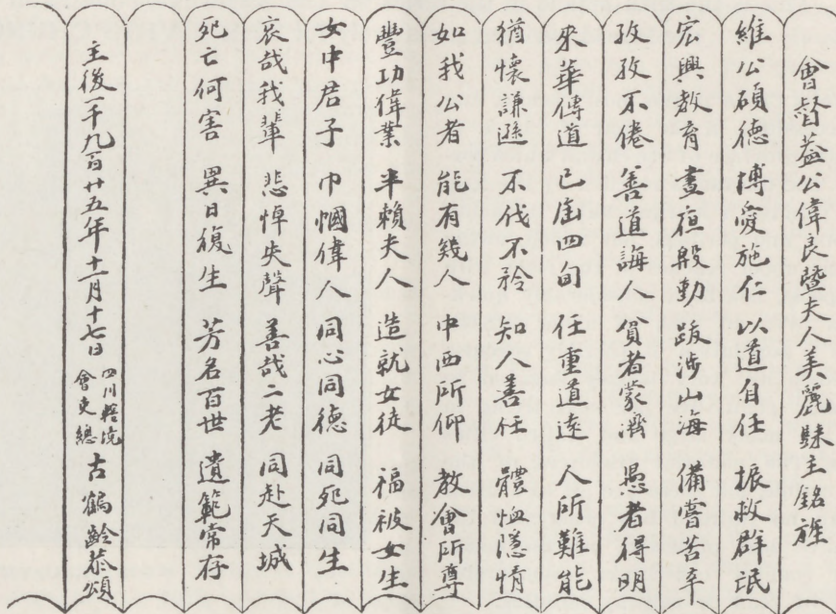 會督蓋公偉良暨夫人美麗賕主銘旌
維公碩德 博愛施仁 以道自任 振救群氓
宏興教育 晝夜殷勤 跋涉山海 備嘗苦辛
孜孜不倦 善道誨人 貧者蒙濟 愚者得明
來華傳道 已屆四旬 任重道遠 人所難能
猶懷謙遜 不伐不矜 知人善任 體恤隱情
如我公者 能有幾人 中西所仰 教會所尊
豐功偉業 半賴夫人 造就女徒 福被女生
女中君子 巾幗偉人 同心同德 同死同生
哀哉我輩 悲悼失聲 善哉二老 同赴天城
死亡何害 異日復生 芳名百世 遺範常存
主後一千九百廿五年十一月十七日 四川轄境會吏總 古鶴齡恭頌